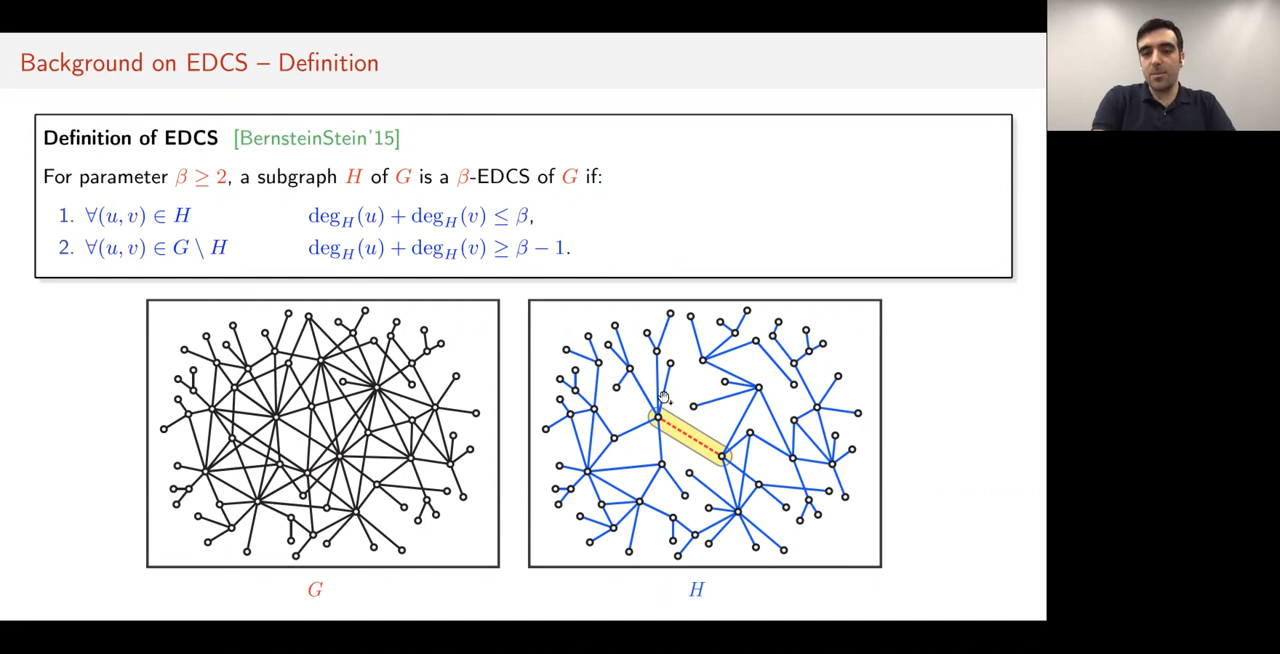 Background on EDCS – Definition
Definition of EDCS [BernsteinStein'15]
For parameter β ≥ 2, a subgraph H of G is a β-EDCS of G if:
1. ∀(u, v) ∈ H deg_H(u) + deg_H(v) ≤ β,
2. ∀(u, v) ∈ G \ H deg_H(u) + deg_H(v) ≥ β − 1.
G
H